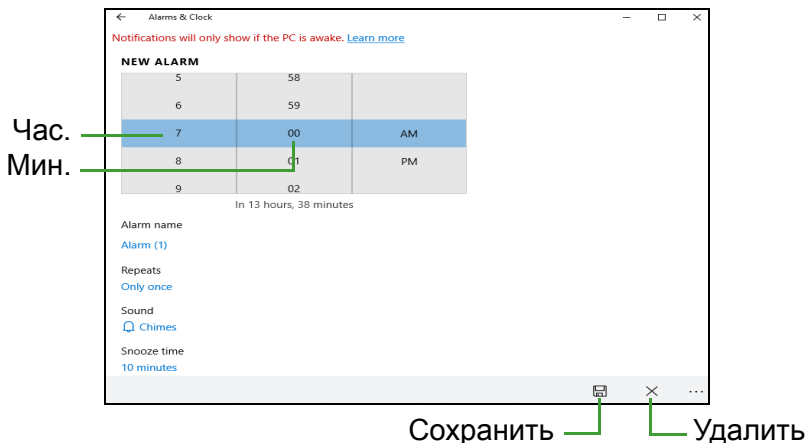 Alarms & Clock
Notifications will only show if the PC is awake. Learn more
NEW ALARM
5 58
6 59
Час. 7 00 AM
Мин. 8 01 PM
9 02
In 13 hours, 38 minutes
Alarm name
Alarm (1)
Repeats
Only once
Sound
Chimes
Snooze time
10 minutes
Сохранить Удалить